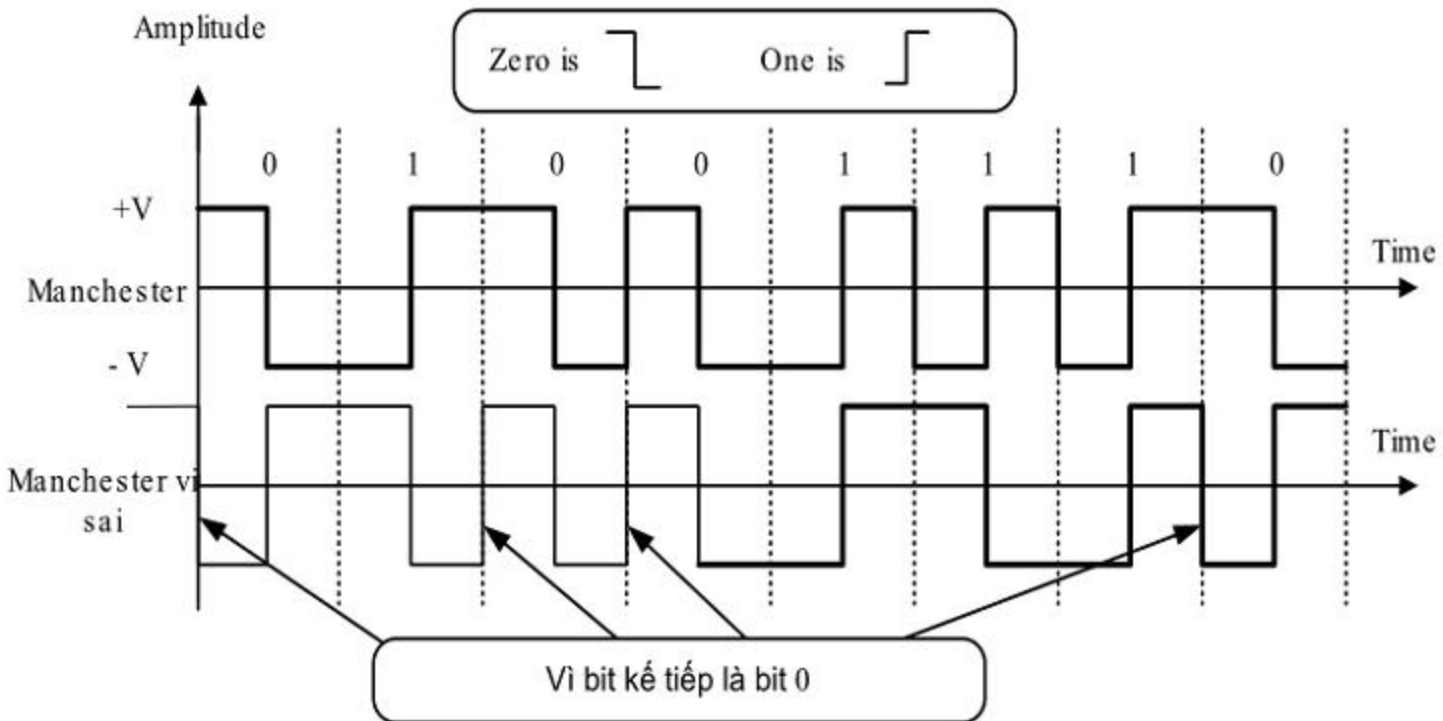 Amplitude
Zero is One is
0 1 0 0 1 1 1 0
+V
Time
Manchester
- V
Time
Manchester vi
sai
Vì bit kế tiếp là bit 0